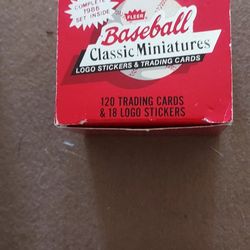 COMPLETE
1986
SET INSIDE
FLEER
Baseball
Classic Miniatures
LOGO STICKERS & TRADING CARDS
120 TRADING CARDS
& 18 LOGO STICKERS